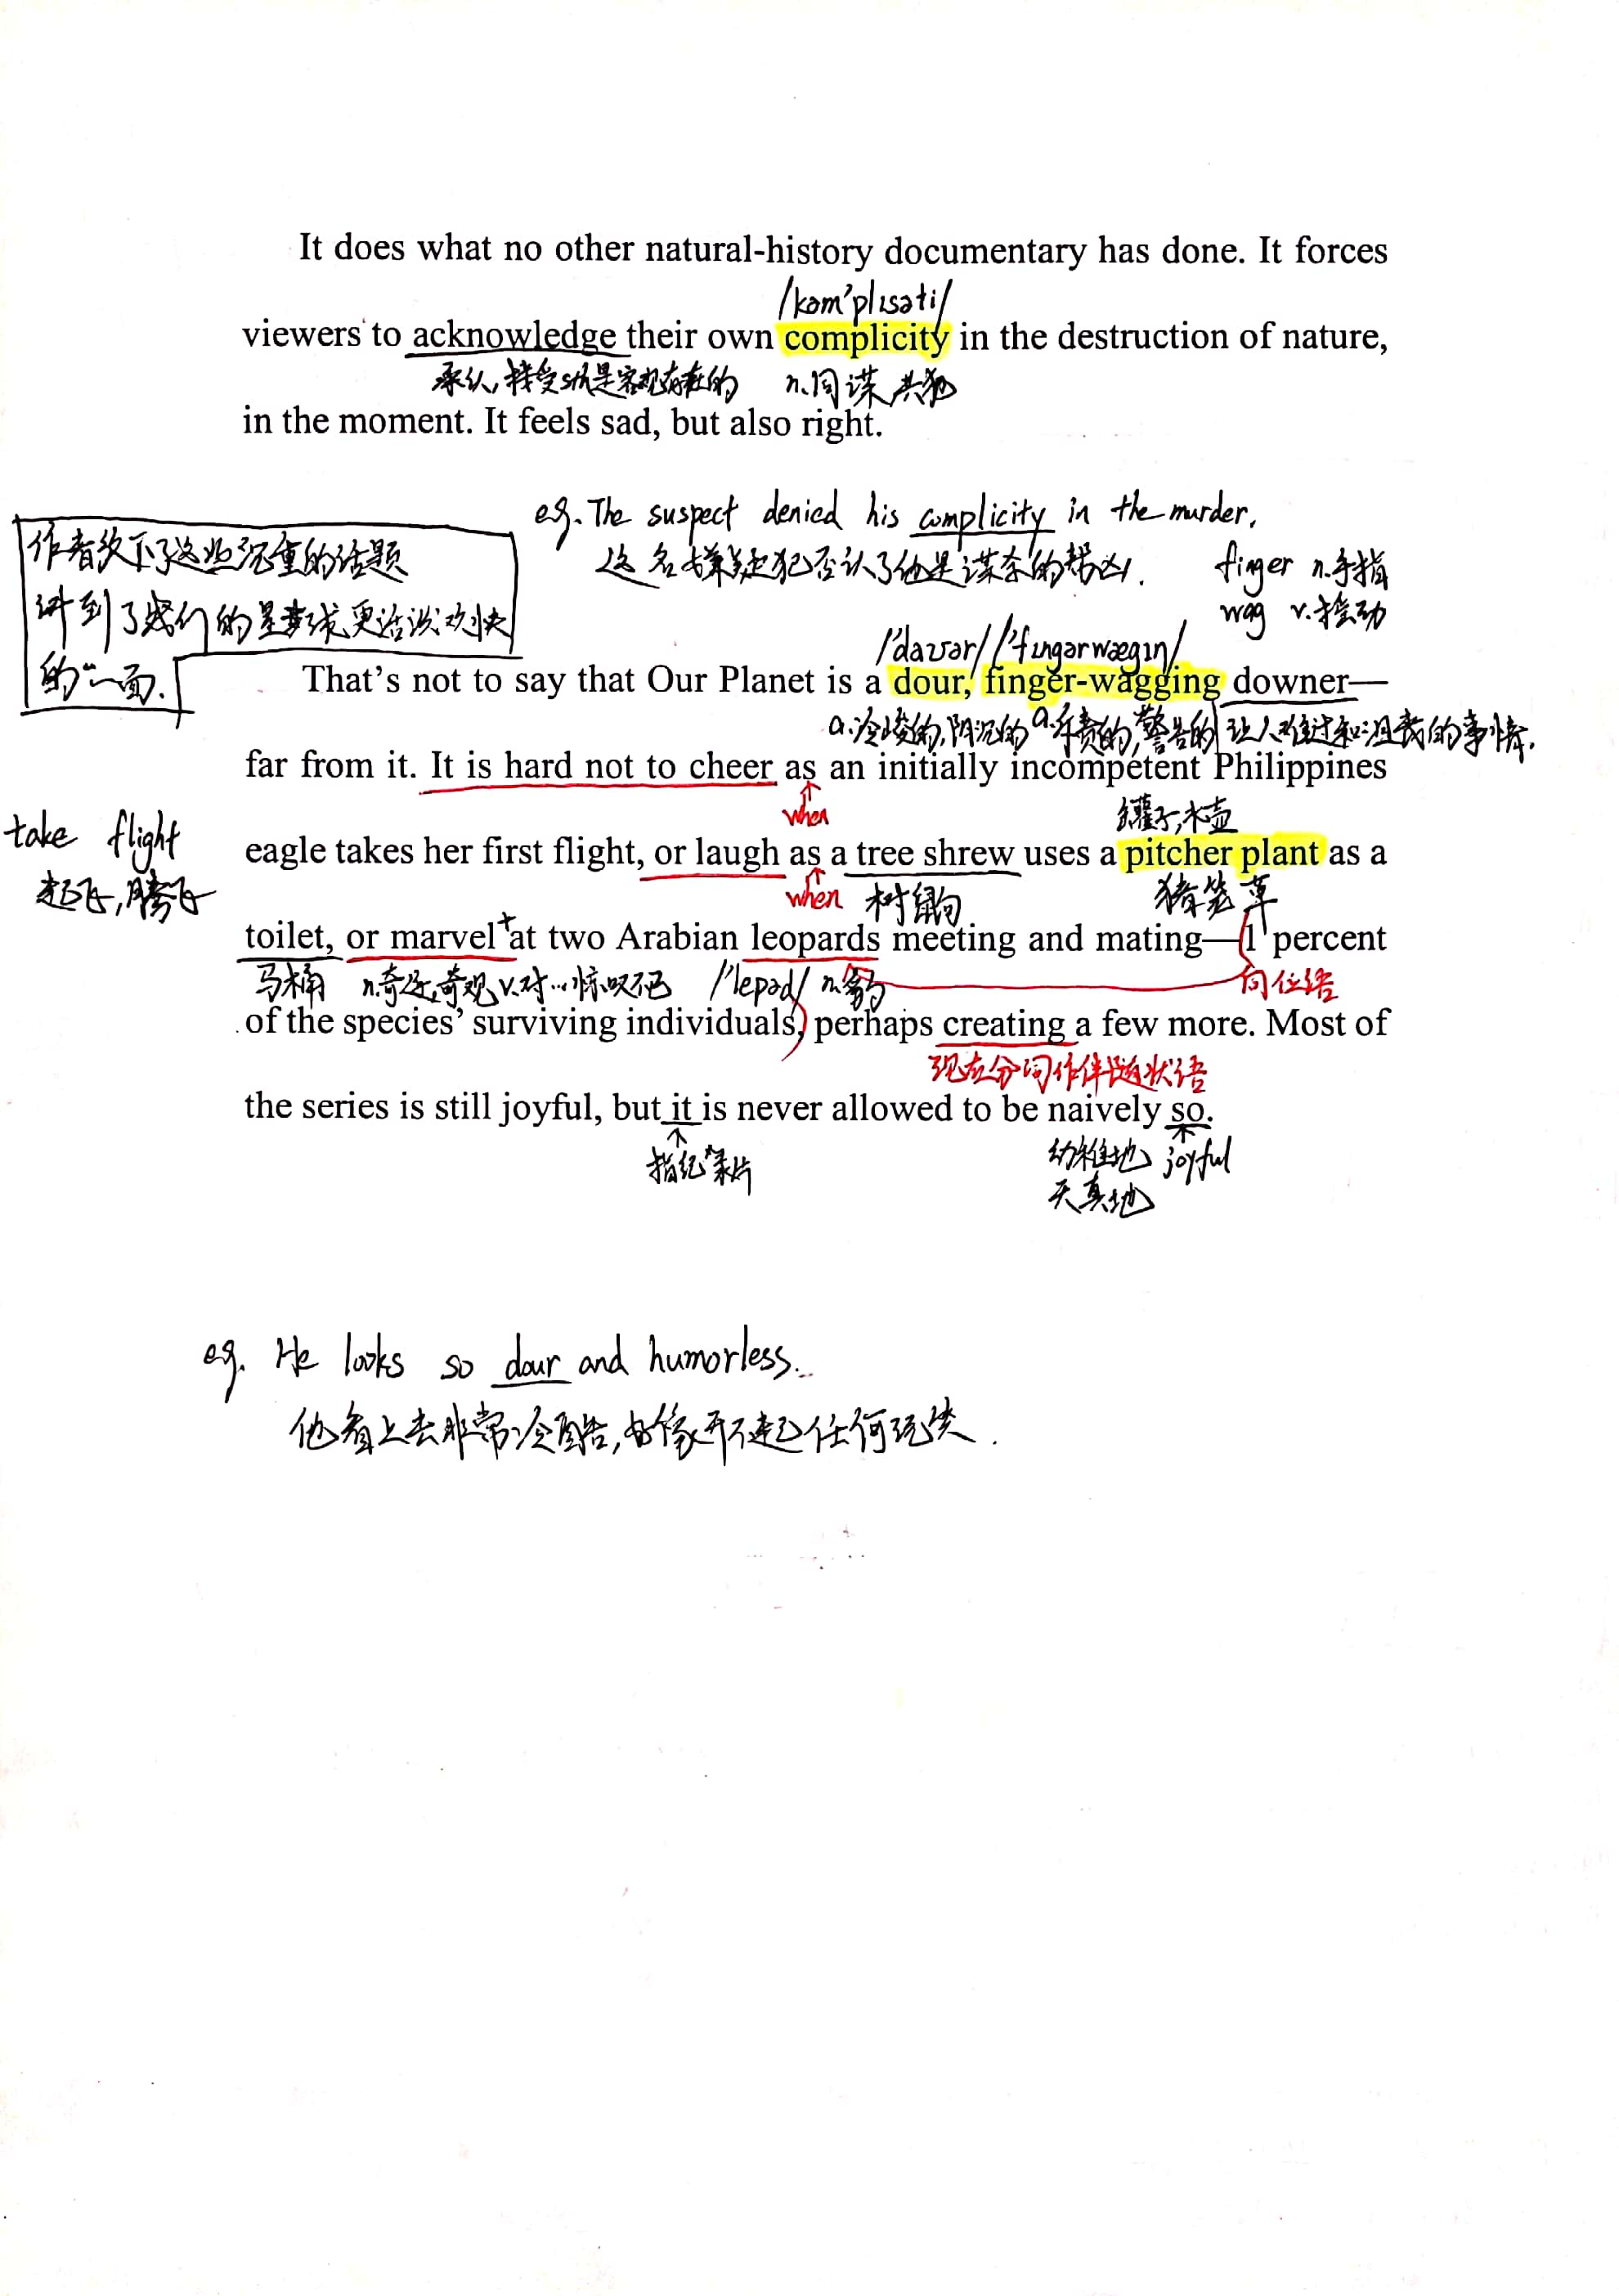 It does what no other natural-history documentary has done. It forces
/kəm'plɪsəti/
viewers to acknowledge their own complicity in the destruction of nature,
承认,接受sth是客观存在的 n.同谋 共犯
in the moment. It feels sad, but also right.
eg. The suspect denied his complicity in the murder.
这名嫌疑犯否认了他是谋杀的帮凶.
finger n.手指
wag v.摇动
作者放下了这些沉重的话题
讲到了我们的星球更活泼欢快
的一面.
/'daʊər/ /'fɪŋgərwægɪŋ/
That's not to say that Our Planet is a dour, finger-wagging downer—
a.冷峻的,阴沉的 a.斥责的,警告的 让人难过和沮丧的事情.
far from it. It is hard not to cheer as an initially incompetent Philippines
when
罐子,水壶
take flight
起飞,腾飞
eagle takes her first flight, or laugh as a tree shrew uses a pitcher plant as a
when 树鼩 猪笼草
toilet, or marvel at two Arabian leopards meeting and mating—1 percent
马桶 n.奇迹,奇观 v.对…惊叹不已 /'lepəd/ n.豹 同位语
of the species' surviving individuals, perhaps creating a few more. Most of
现在分词作伴随状语
the series is still joyful, but it is never allowed to be naively so.
指纪录片 幼稚地 joyful
天真地
eg. He looks so dour and humorless.
他看上去非常冷酷,好像开不起任何玩笑.